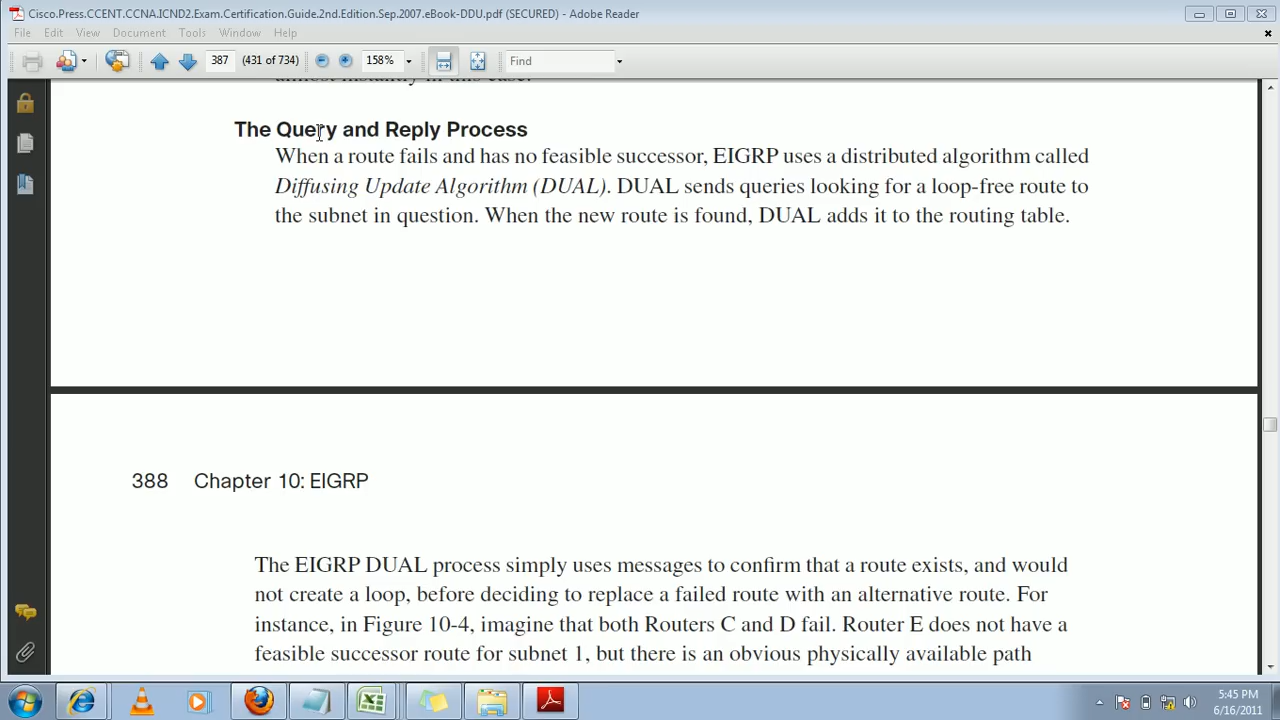 Cisco.Press.CCENT.CCNA.ICND2.Exam.Certification.Guide.2nd.Edition.Sep.2007.eBook-DDU.pdf (SECURED) - Adobe Reader
File Edit View Document Tools Window Help
387 (431 of 734) 158% Find
almost instantly in this case.
The Query and Reply Process
When a route fails and has no feasible successor, EIGRP uses a distributed algorithm called
Diffusing Update Algorithm (DUAL). DUAL sends queries looking for a loop-free route to
the subnet in question. When the new route is found, DUAL adds it to the routing table.
388 Chapter 10: EIGRP
The EIGRP DUAL process simply uses messages to confirm that a route exists, and would
not create a loop, before deciding to replace a failed route with an alternative route. For
instance, in Figure 10-4, imagine that both Routers C and D fail. Router E does not have a
feasible successor route for subnet 1, but there is an obvious physically available path
5:45 PM
6/16/2011